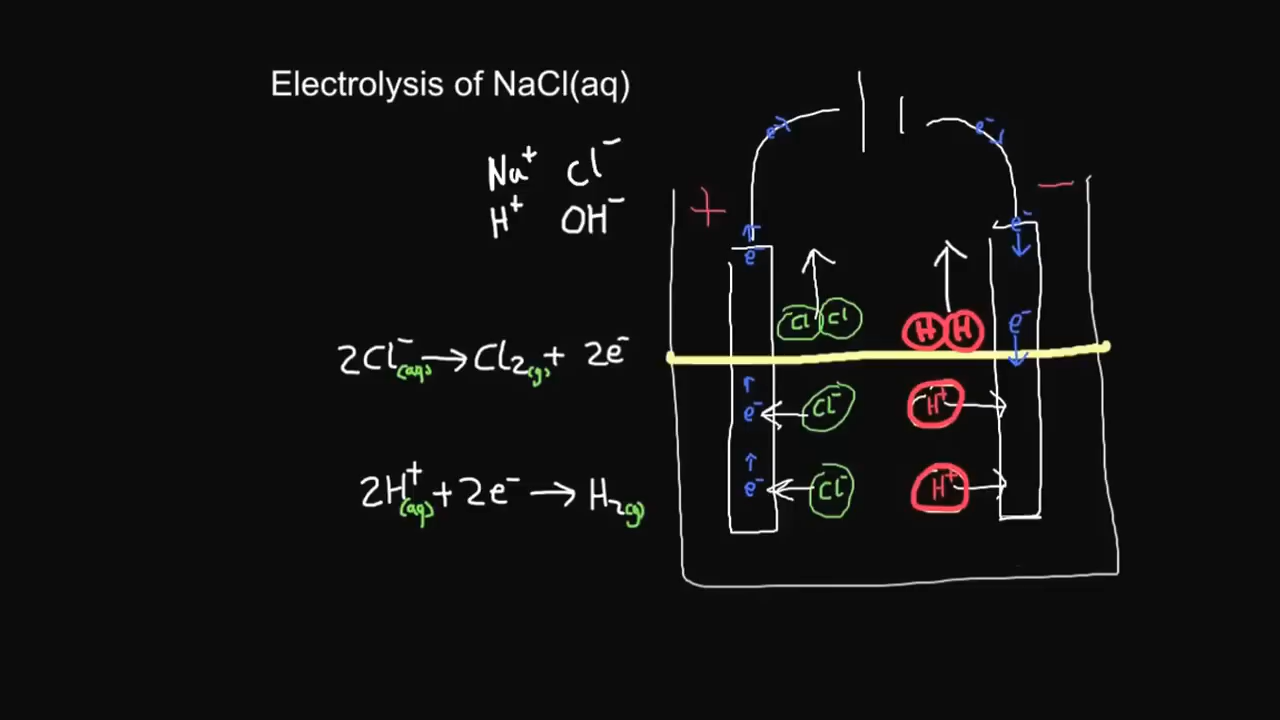 Electrolysis of NaCl(aq)
Na⁺ Cl⁻
H⁺ OH⁻
2Cl⁻(aq) → Cl₂(g) + 2e⁻
2H⁺(aq) + 2e⁻ → H₂(g)
e⁻ e⁻
+ −
e⁻ e⁻
Cl Cl H H e⁻
e⁻ Cl⁻ H⁺
e⁻ Cl⁻ H⁺